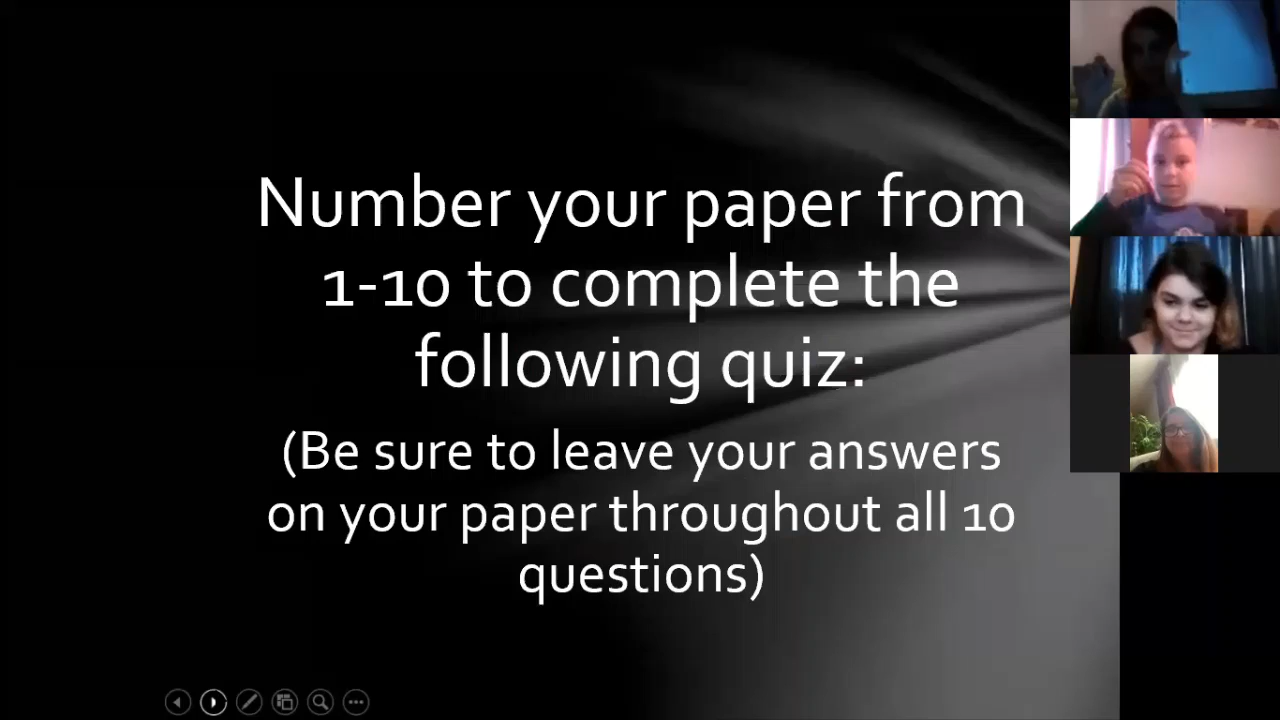 Number your paper from
1-10 to complete the
following quiz:
(Be sure to leave your answers
on your paper throughout all 10
questions)